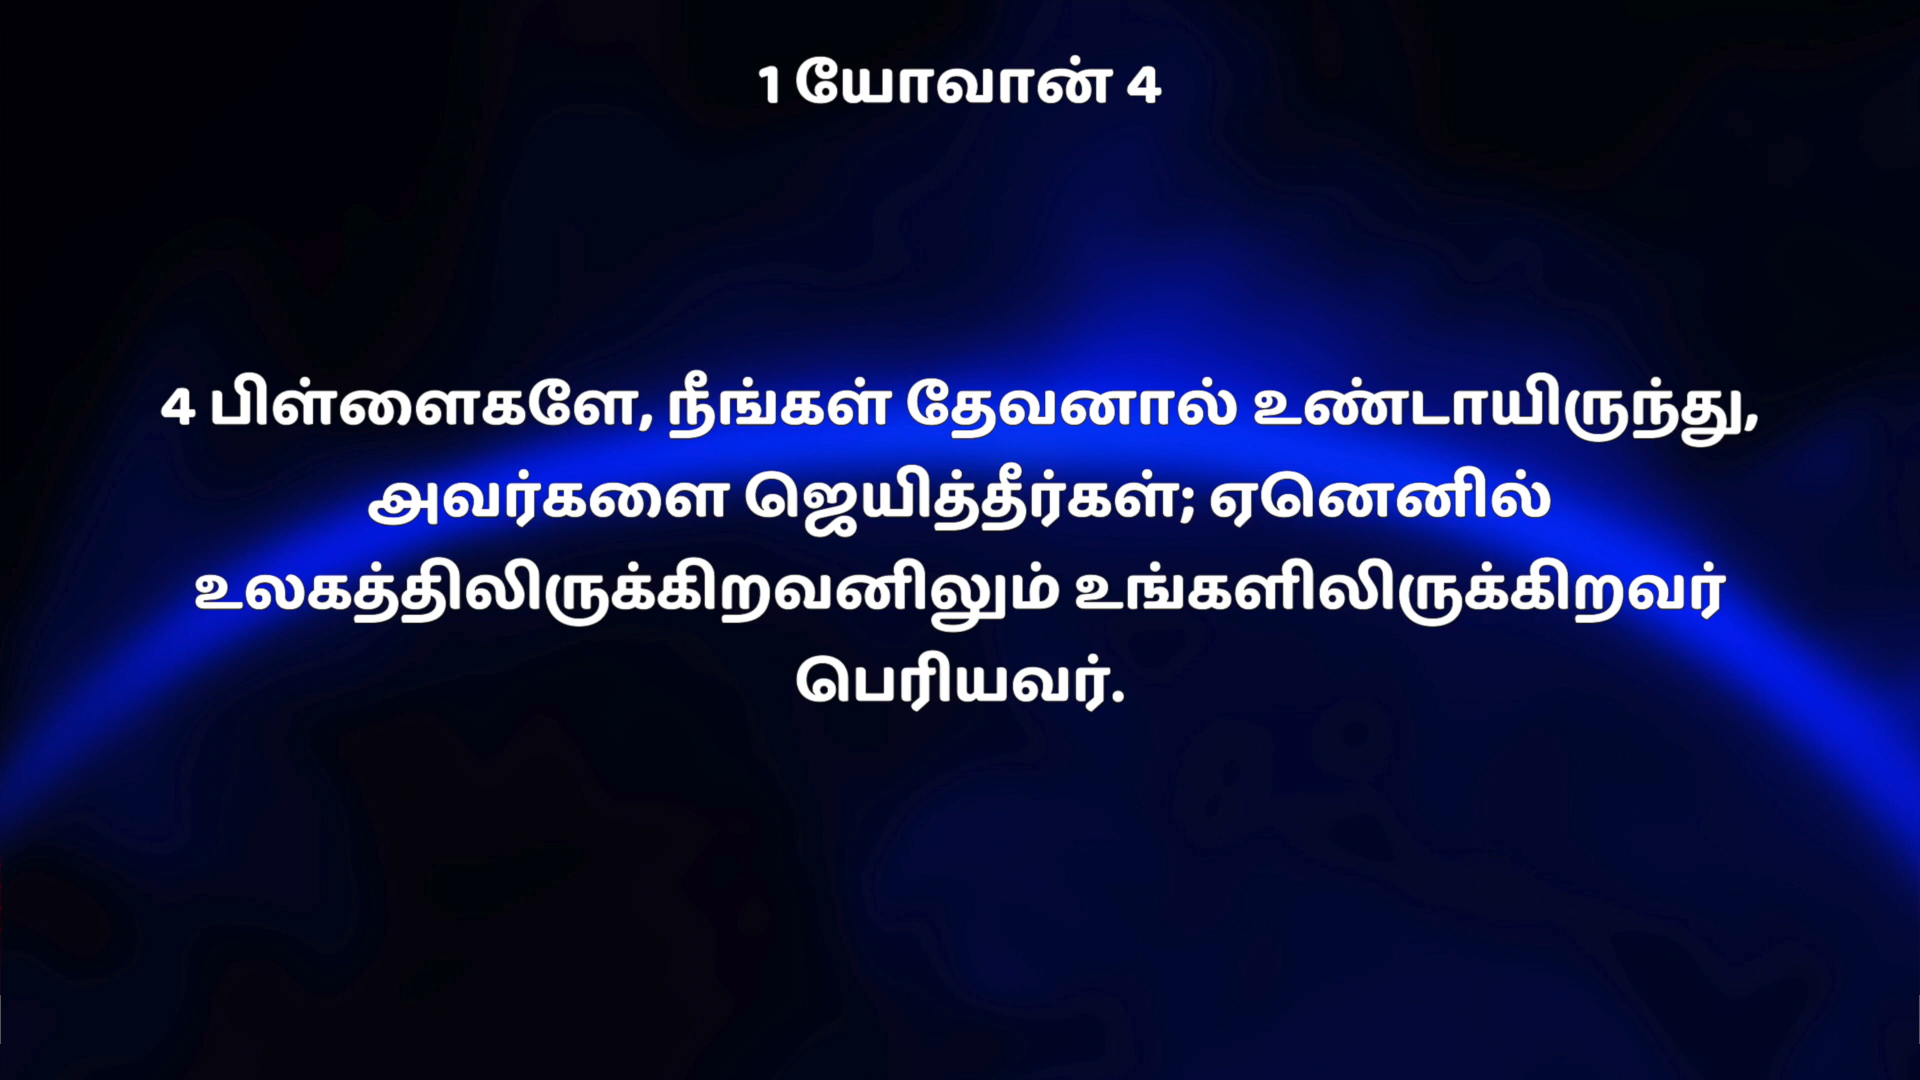 1 யோவான் 4
4 பிள்ளைகளே, நீங்கள் தேவனால் உண்டாயிருந்து,
அவர்களை ஜெயித்தீர்கள்; ஏனெனில்
உலகத்திலிருக்கிறவனிலும் உங்களிலிருக்கிறவர்
பெரியவர்.